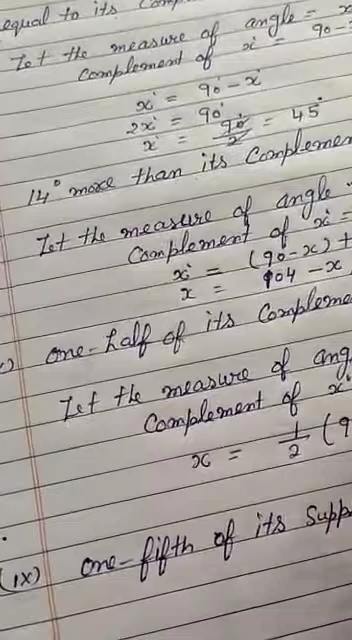 equal to its Comp
Let the measure of angle = x
Complement of x° = 90 -
x° = 90° - x°
2x° = 90°
x° = 90°/2 = 45°
14° more than its Complemen
Let the measure of angle
Complement of x° =
x° = (90 - x) +
x = 104 - x
one-half of its Compleme
Let the measure of ang
Complement of x°
x = 1/2 (9
(ix) one-fifth of its supp